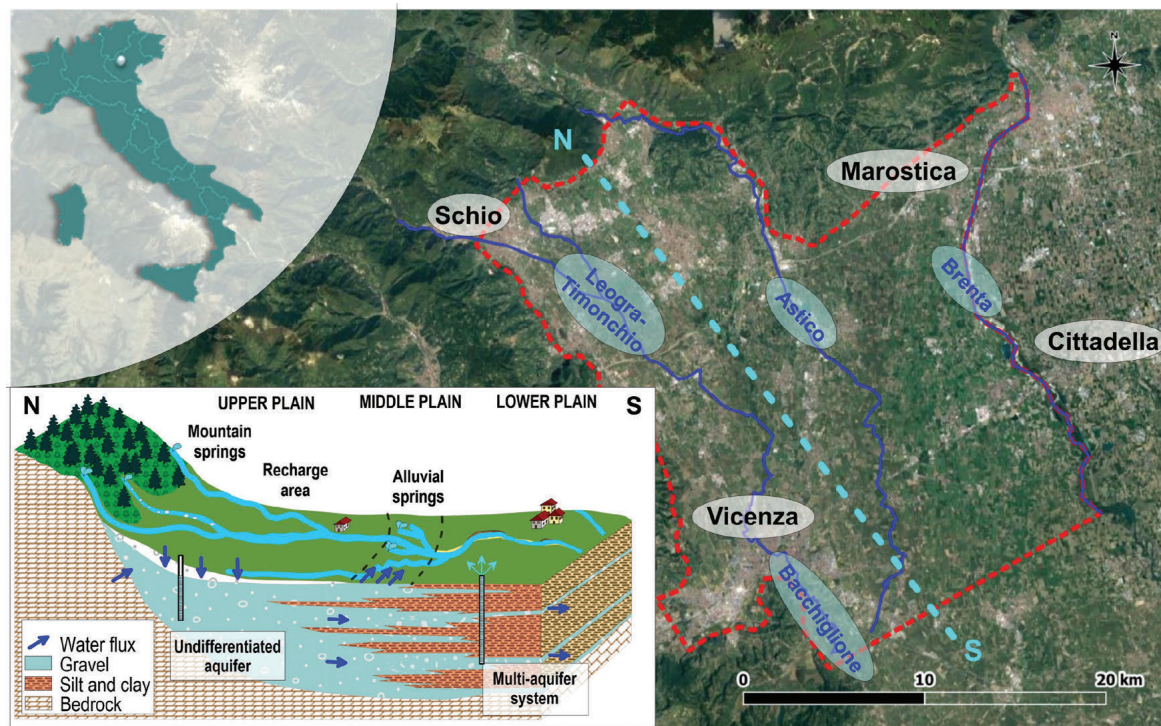 N
N
Marostica
Schio
Leogra-
Timonchio
Astico
Brenta
Cittadella
N
UPPER PLAIN
MIDDLE PLAIN
LOWER PLAIN
S
Mountain
springs
Recharge
area
Alluvial
springs
Vicenza
Bacchiglione
S
Water flux
Gravel
Silt and clay
Bedrock
Undifferentiated
aquifer
Multi-aquifer
system
0
10
20 km